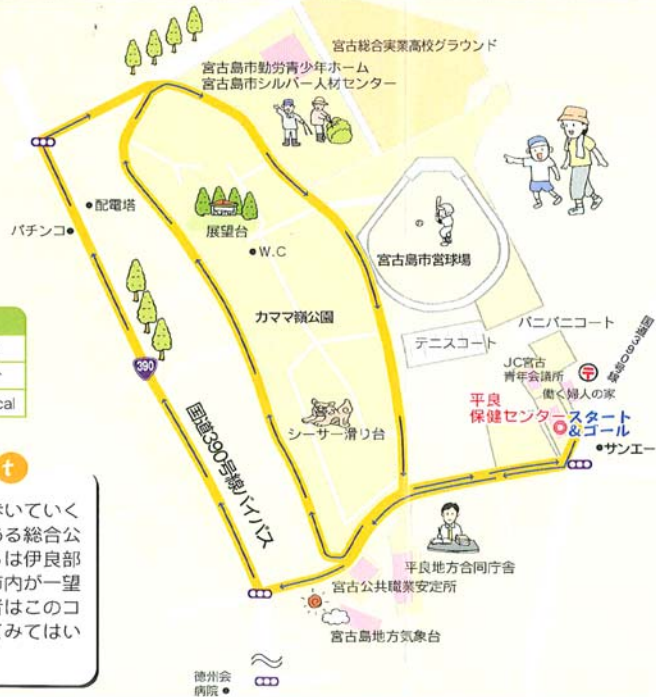 宮古総合実業高校グラウンド
宮古島市勤労青少年ホーム
宮古島市シルバー人材センター
配電塔
パチンコ
展望台
W.C
宮古島市営球場
カママ嶺公園
テニスコート
パニパニコート
国道390号線
JC宮古
青年会議所
働く婦人の家
平良
保健センター
スタート
&ゴール
サンエー
390
国道390号線バイパス
シーサー滑り台
平良地方合同庁舎
宮古公共職業安定所
宮古島地方気象台
徳州会
病院
cal
t
歩いていく
ある総合公
らは伊良部
市内が一望
者はこのコ
てみてはい